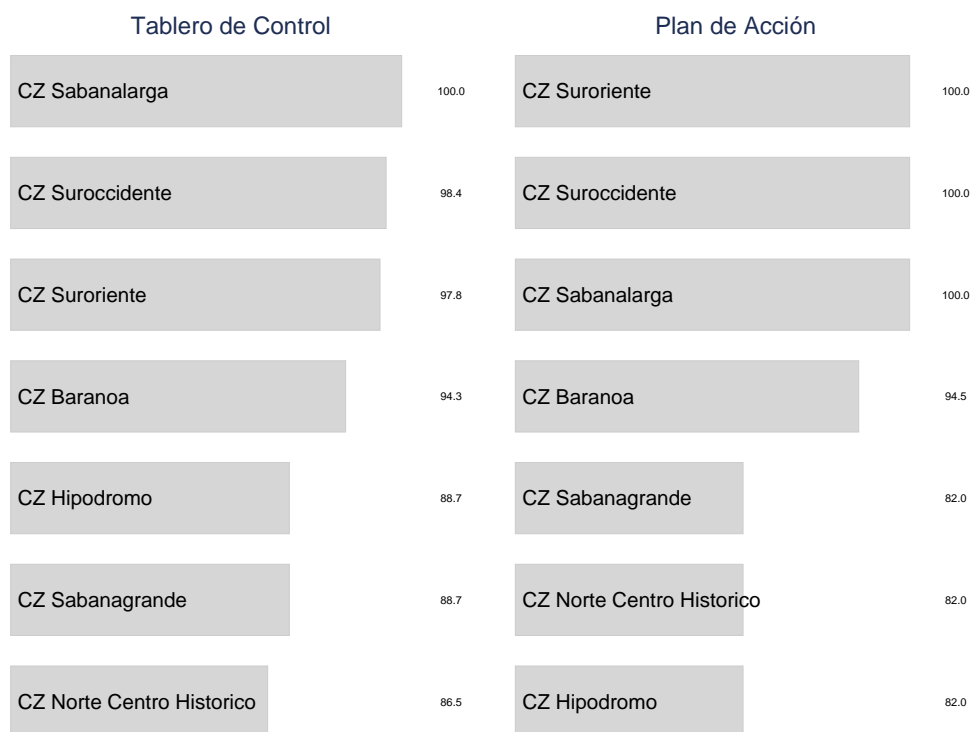 Tablero de Control
CZ Sabanalarga 100.0
CZ Suroccidente 98.4
CZ Suroriente 97.8
CZ Baranoa 94.3
CZ Hipodromo 88.7
CZ Sabanagrande 88.7
CZ Norte Centro Historico 86.5
Plan de Acción
CZ Suroriente 100.0
CZ Suroccidente 100.0
CZ Sabanalarga 100.0
CZ Baranoa 94.5
CZ Sabanagrande 82.0
CZ Norte Centro Historico 82.0
CZ Hipodromo 82.0